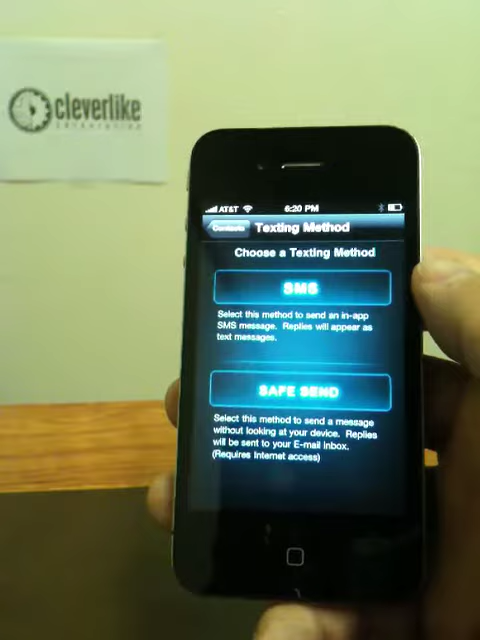 cleverlike
AT&T 6:20 PM
Contacts Texting Method
Choose a Texting Method
SMS
Select this method to send an in-app
SMS message. Replies will appear as
text messages.
SAFE SEND
Select this method to send a message
without looking at your device. Replies
will be sent to your E-mail inbox.
(Requires Internet access)